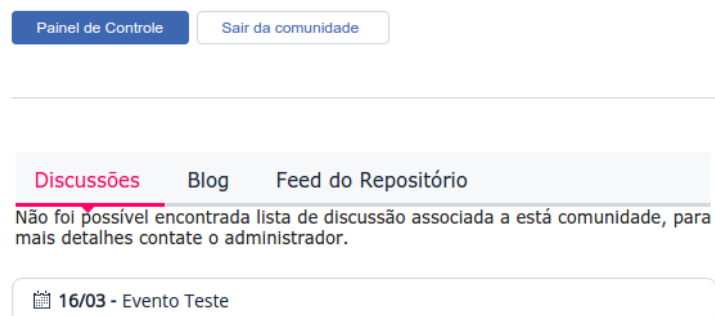 Painel de Controle
Sair da comunidade
Discussões
Blog
Feed do Repositório
Não foi possível encontrada lista de discussão associada a está comunidade, para
mais detalhes contate o administrador.
16/03 - Evento Teste